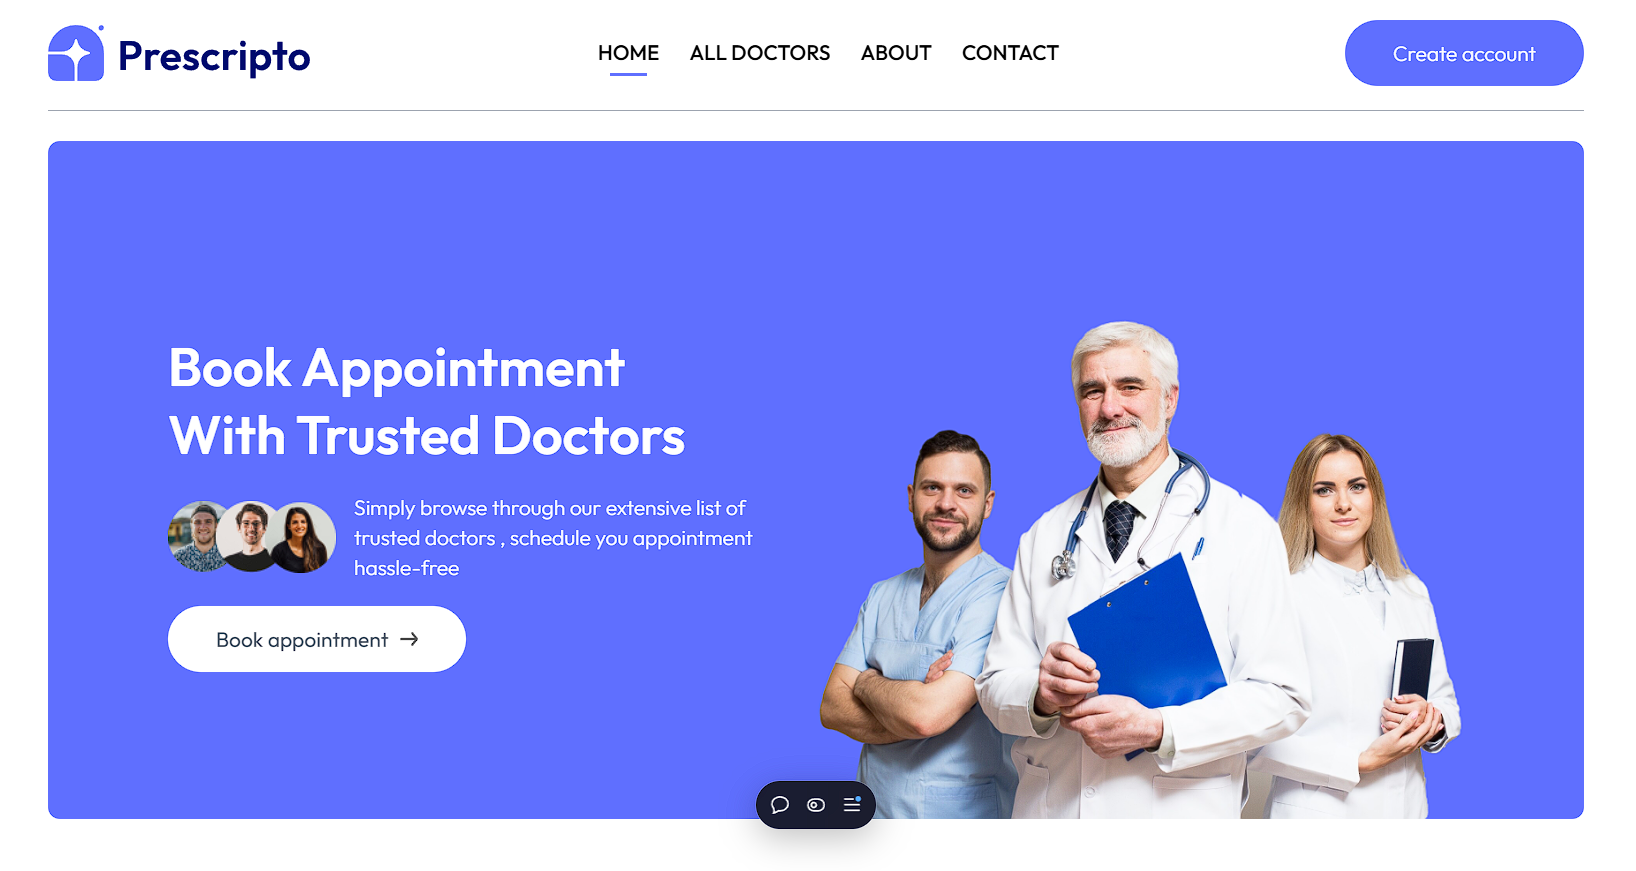 Prescripto
HOME
ALL DOCTORS
ABOUT
CONTACT
Create account
Book Appointment
With Trusted Doctors
Simply browse through our extensive list of
trusted doctors , schedule you appointment
hassle-free
Book appointment →